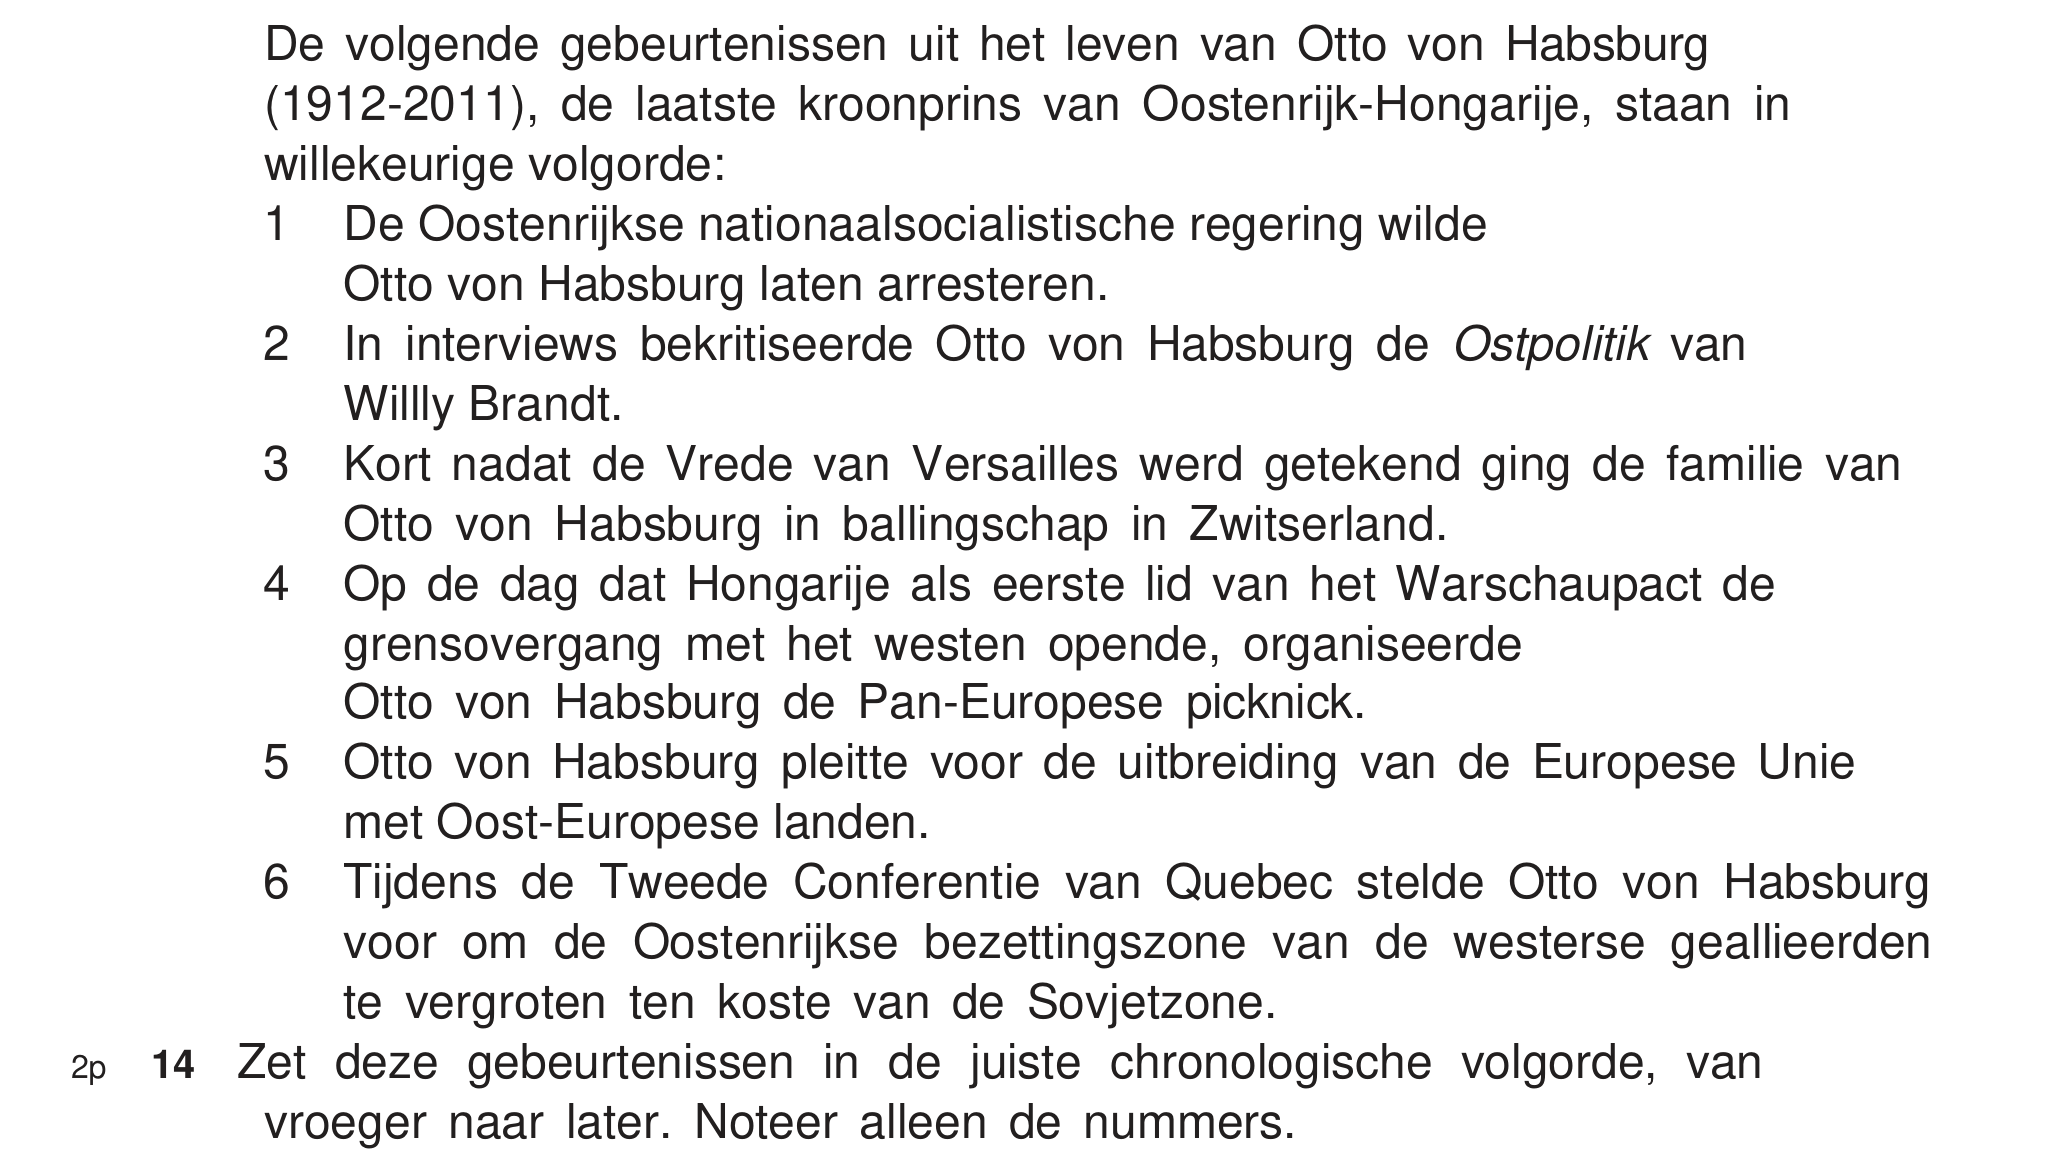 De volgende gebeurtenissen uit het leven van Otto von Habsburg
(1912-2011), de laatste kroonprins van Oostenrijk-Hongarije, staan in
willekeurige volgorde:
1 De Oostenrijkse nationaalsocialistische regering wilde
Otto von Habsburg laten arresteren.
2 In interviews bekritiseerde Otto von Habsburg de Ostpolitik van
Willly Brandt.
3 Kort nadat de Vrede van Versailles werd getekend ging de familie van
Otto von Habsburg in ballingschap in Zwitserland.
4 Op de dag dat Hongarije als eerste lid van het Warschaupact de
grensovergang met het westen opende, organiseerde
Otto von Habsburg de Pan-Europese picknick.
5 Otto von Habsburg pleitte voor de uitbreiding van de Europese Unie
met Oost-Europese landen.
6 Tijdens de Tweede Conferentie van Quebec stelde Otto von Habsburg
voor om de Oostenrijkse bezettingszone van de westerse geallieerden
te vergroten ten koste van de Sovjetzone.
2p 14 Zet deze gebeurtenissen in de juiste chronologische volgorde, van
vroeger naar later. Noteer alleen de nummers.